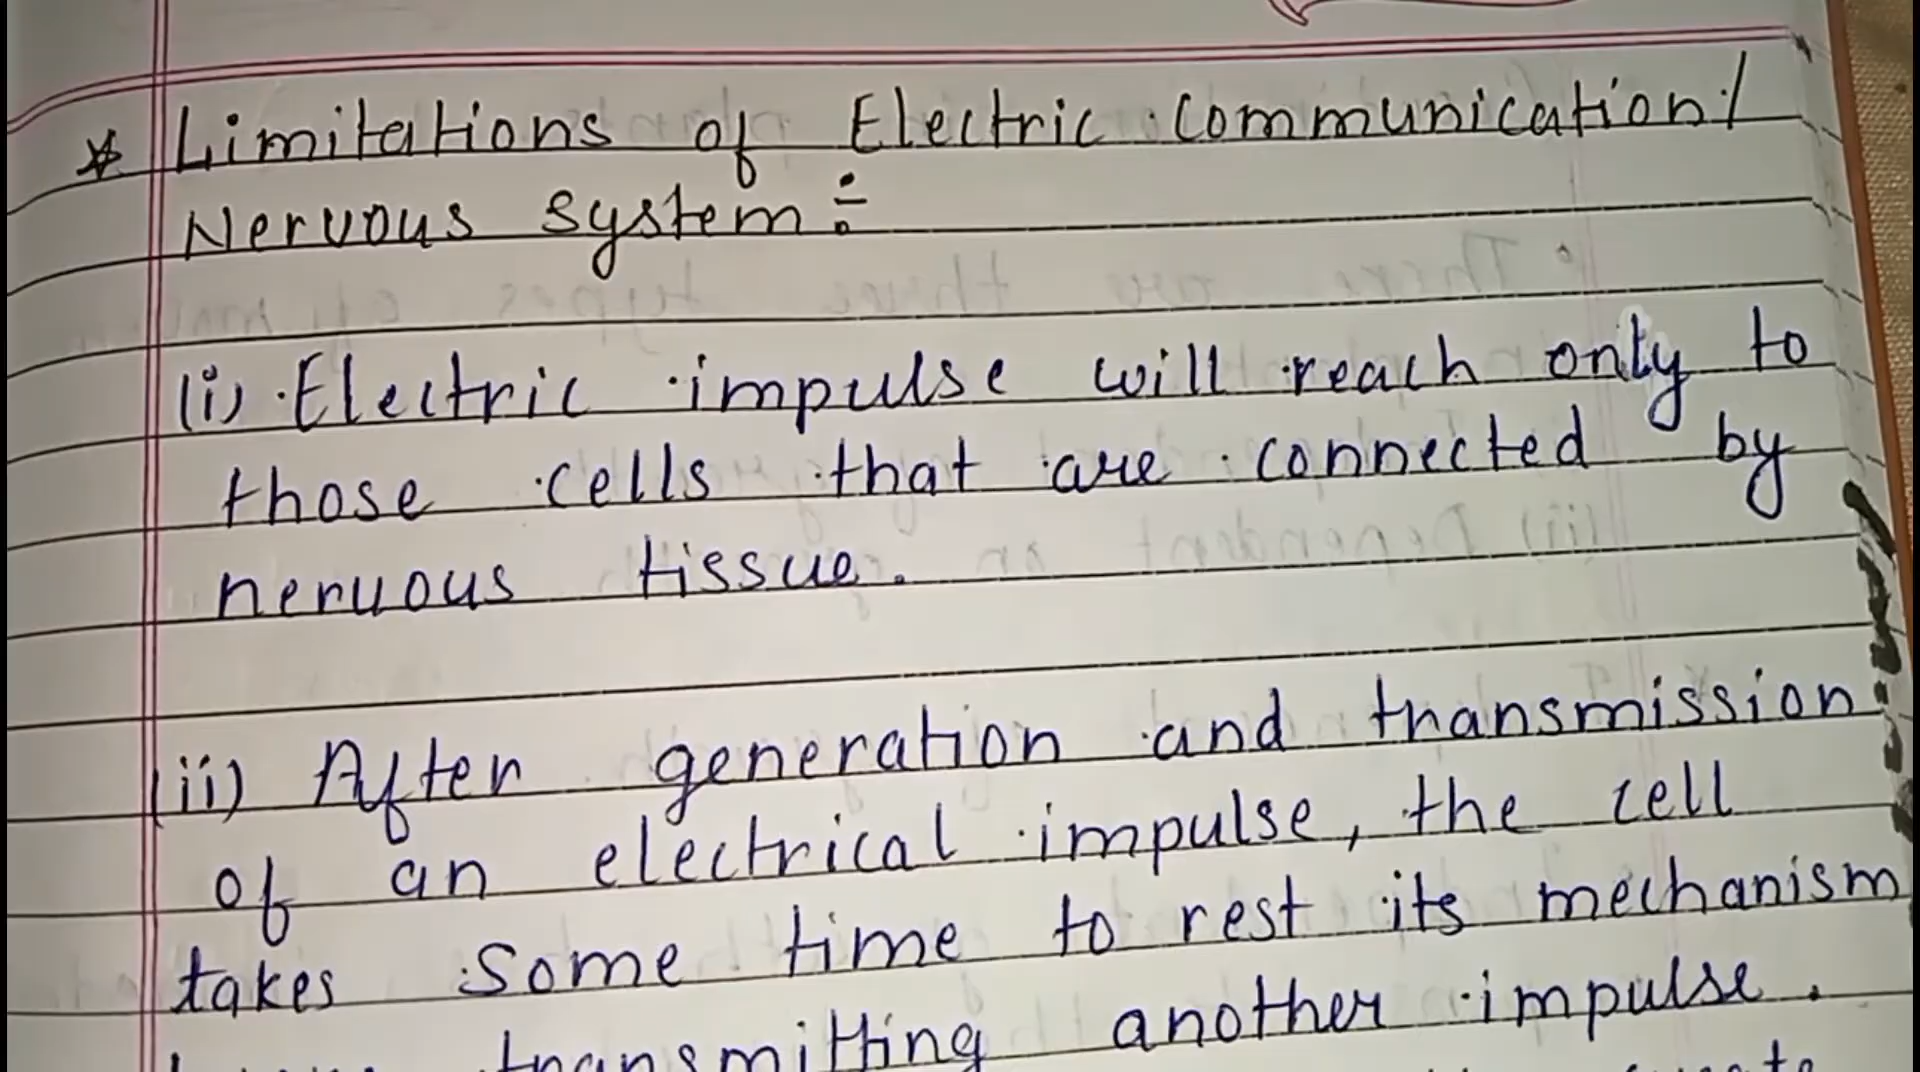 * Limitations of Electric Communication/
Nervous system÷
(i) Electric impulse will reach only to
those cells that are connected by
nervous tissue.
(ii) After generation and transmission
of an electrical impulse, the cell
takes some time to rest its mechanism
transmitting another impulse.